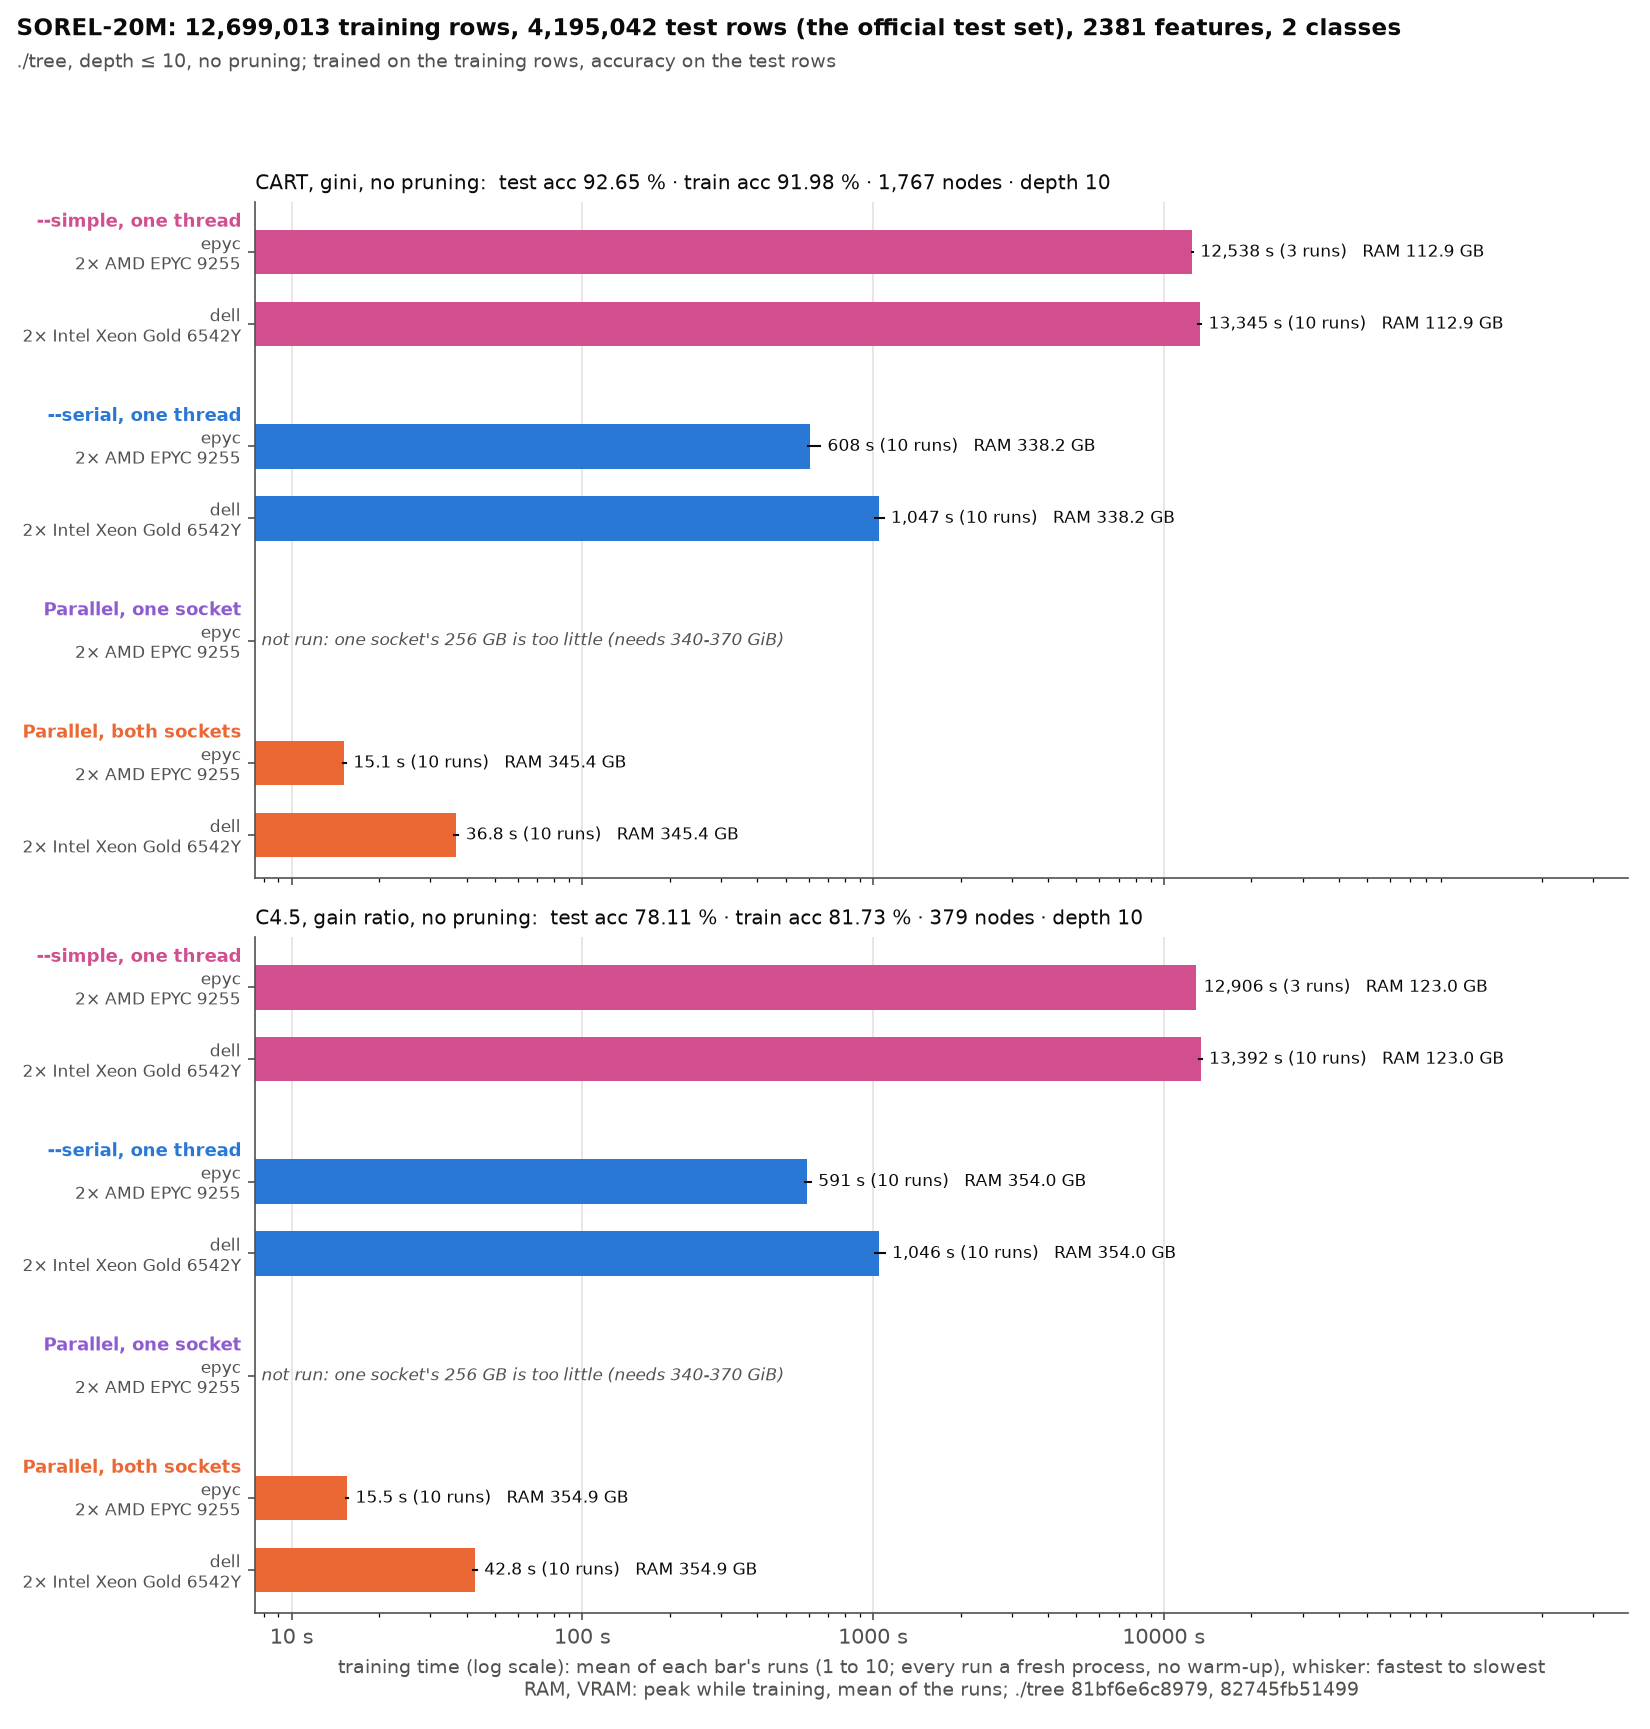 SOREL-20M: 12,699,013 training rows, 4,195,042 test rows (the official test set), 2381 features, 2 classes
./tree, depth ≤ 10, no pruning; trained on the training rows, accuracy on the test rows
CART, gini, no pruning:  test acc 92.65 % · train acc 91.98 % · 1,767 nodes · depth 10
--simple, one thread
epyc
2× AMD EPYC 9255
12,538 s (3 runs)   RAM 112.9 GB
dell
2× Intel Xeon Gold 6542Y
13,345 s (10 runs)   RAM 112.9 GB
--serial, one thread
epyc
2× AMD EPYC 9255
608 s (10 runs)   RAM 338.2 GB
dell
2× Intel Xeon Gold 6542Y
1,047 s (10 runs)   RAM 338.2 GB
Parallel, one socket
epyc
2× AMD EPYC 9255
not run: one socket's 256 GB is too little (needs 340-370 GiB)
Parallel, both sockets
epyc
2× AMD EPYC 9255
15.1 s (10 runs)   RAM 345.4 GB
dell
2× Intel Xeon Gold 6542Y
36.8 s (10 runs)   RAM 345.4 GB
C4.5, gain ratio, no pruning:  test acc 78.11 % · train acc 81.73 % · 379 nodes · depth 10
--simple, one thread
epyc
2× AMD EPYC 9255
12,906 s (3 runs)   RAM 123.0 GB
dell
2× Intel Xeon Gold 6542Y
13,392 s (10 runs)   RAM 123.0 GB
--serial, one thread
epyc
2× AMD EPYC 9255
591 s (10 runs)   RAM 354.0 GB
dell
2× Intel Xeon Gold 6542Y
1,046 s (10 runs)   RAM 354.0 GB
Parallel, one socket
epyc
2× AMD EPYC 9255
not run: one socket's 256 GB is too little (needs 340-370 GiB)
Parallel, both sockets
epyc
2× AMD EPYC 9255
15.5 s (10 runs)   RAM 354.9 GB
dell
2× Intel Xeon Gold 6542Y
42.8 s (10 runs)   RAM 354.9 GB
10 s   100 s   1000 s   10000 s
training time (log scale): mean of each bar's runs (1 to 10; every run a fresh process, no warm-up), whisker: fastest to slowest
RAM, VRAM: peak while training, mean of the runs; ./tree 81bf6e6c8979, 82745fb51499